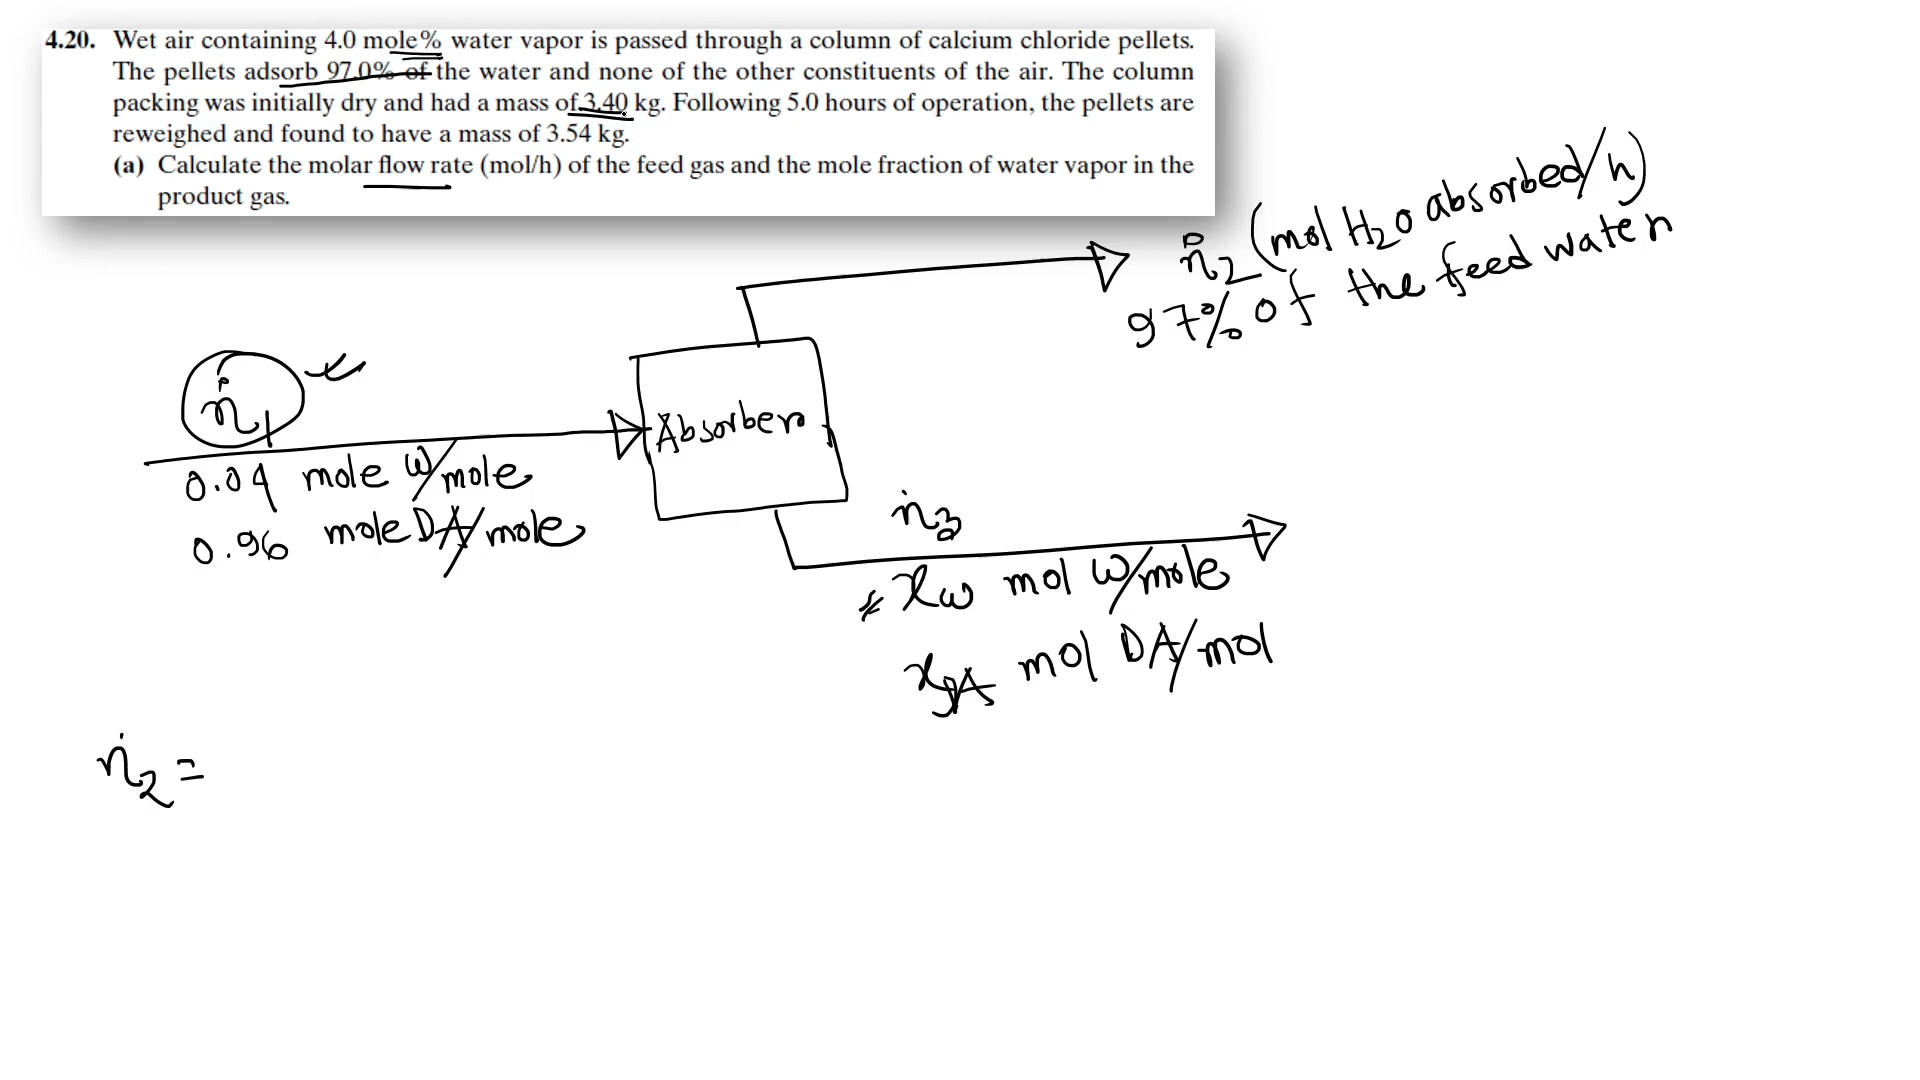 4.20. Wet air containing 4.0 mole% water vapor is passed through a column of calcium chloride pellets.
The pellets adsorb 97.0% of the water and none of the other constituents of the air. The column
packing was initially dry and had a mass of 3.40 kg. Following 5.0 hours of operation, the pellets are
reweighed and found to have a mass of 3.54 kg.
(a) Calculate the molar flow rate (mol/h) of the feed gas and the mole fraction of water vapor in the
product gas.
ṅ2 (mol H2O absorbed/h)
97% of the feed water
ṅ1
Absorber
0.04 mole W/mole
0.96 mole DA/mole
ṅ3
xw mol W/mole
xDA mol DA/mol
ṅ2 =